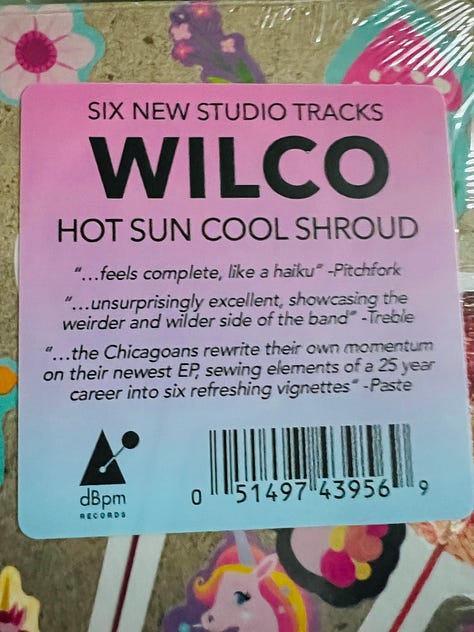 SIX NEW STUDIO TRACKS
WILCO
HOT SUN COOL SHROUD
"...feels complete, like a haiku" -Pitchfork
"...unsurprisingly excellent, showcasing the
weirder and wilder side of the band" -Treble
"...the Chicagoans rewrite their own momentum
on their newest EP, sewing elements of a 25 year
career into six refreshing vignettes" -Paste
dBpm
RECORDS
0 51497 43956 9